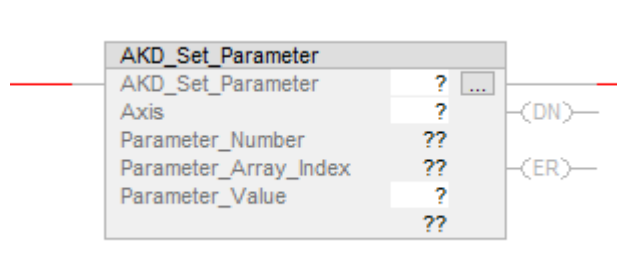 AKD_Set_Parameter
AKD_Set_Parameter ? ...
Axis ? (DN)
Parameter_Number ??
Parameter_Array_Index ?? (ER)
Parameter_Value ?
??